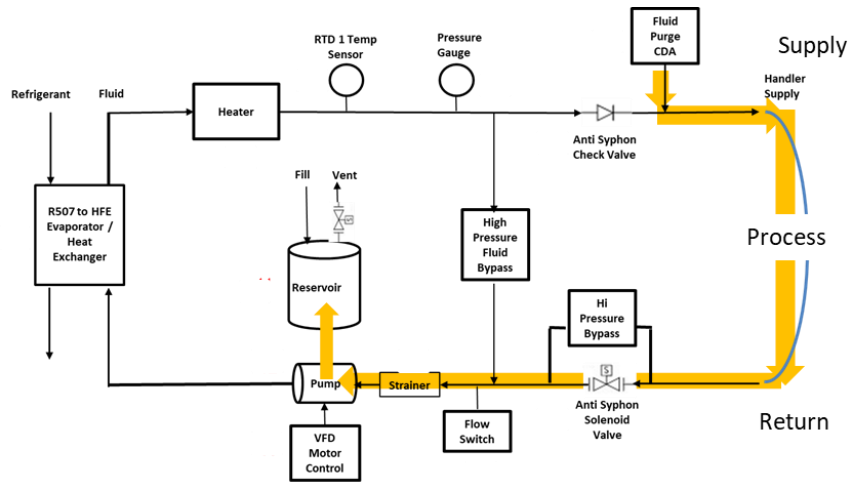 Fluid
Purge
CDA
Supply
RTD 1 Temp
Sensor
Pressure
Gauge
Handler
Supply
Refrigerant
Fluid
Heater
Anti Syphon
Check Valve
Fill
Vent
R507 to HFE
Evaporator /
Heat
Exchanger
High
Pressure
Fluid
Bypass
Process
Reservoir
Hi
Pressure
Bypass
S
Pump
Strainer
Anti Syphon
Solenoid
Valve
Return
Flow
Switch
VFD
Motor
Control